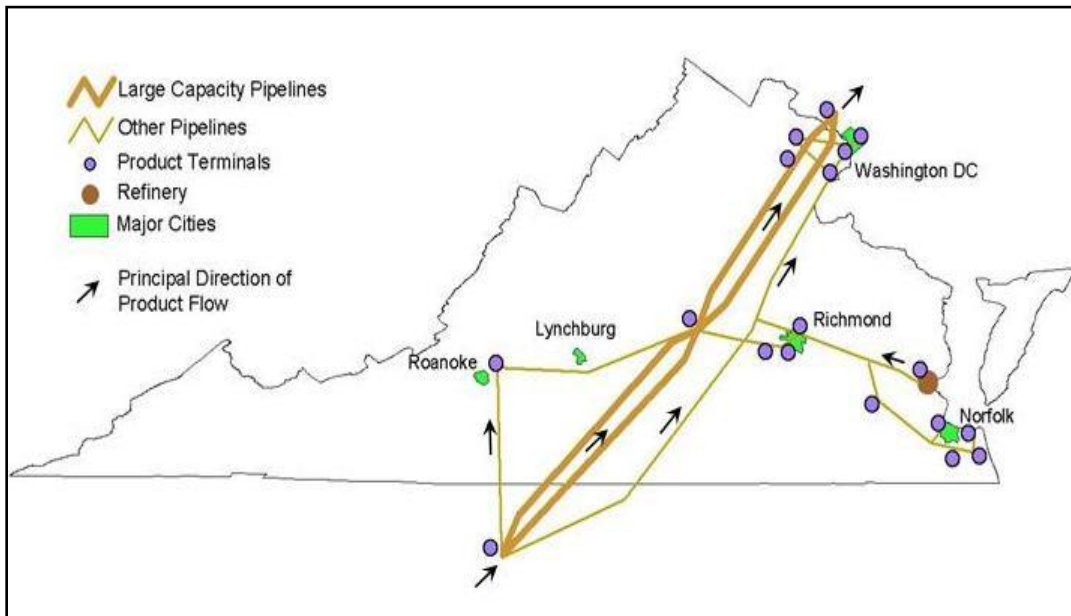 Large Capacity Pipelines
Other Pipelines
Product Terminals
Refinery
Major Cities
Principal Direction of
Product Flow
Washington DC
Richmond
Lynchburg
Roanoke
Norfolk